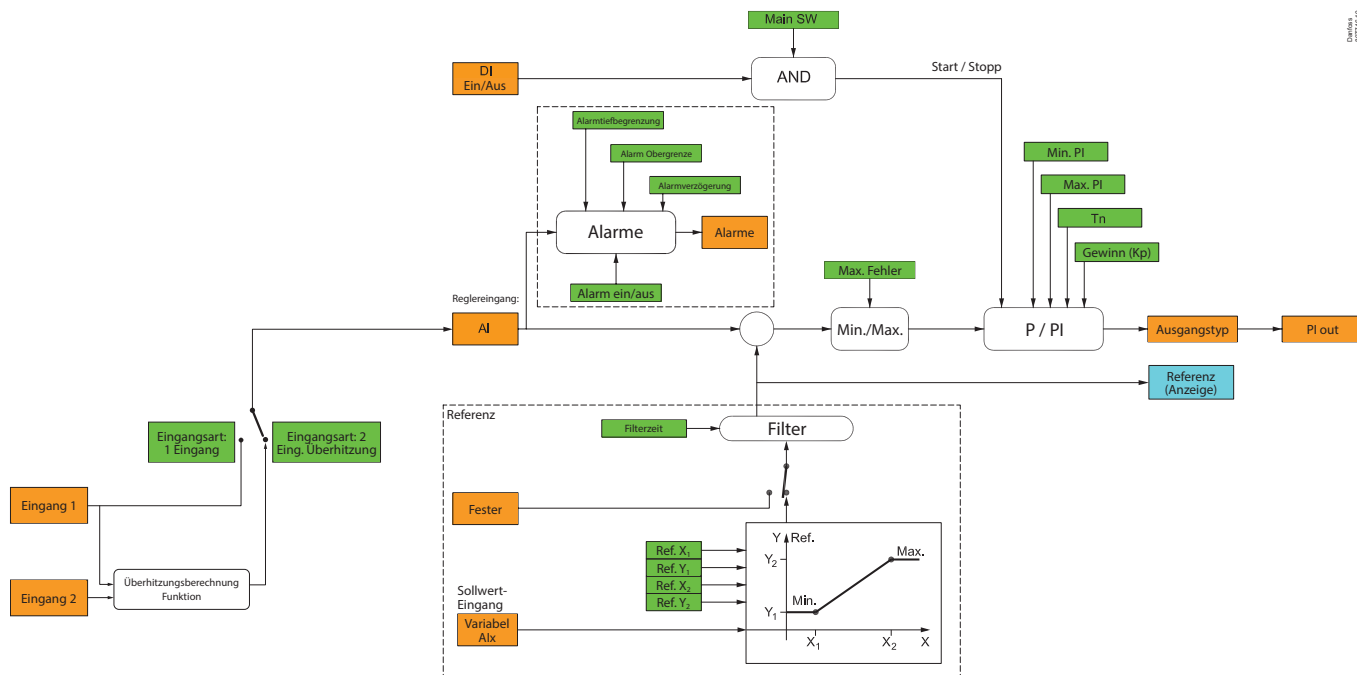 Main SW
Danfoss
DI
Ein/Aus
AND
Start / Stopp
Alarmtiefbegrenzung
Alarm Obergrenze
Alarmverzögerung
Alarme
Alarme
Alarm ein/aus
Min. PI
Max. PI
Tn
Gewinn (Kp)
Max. Fehler
Reglereingang:
AI
Min./Max.
P / PI
Ausgangstyp
PI out
Referenz
(Anzeige)
Referenz
Filterzeit
Filter
Eingangsart:
1 Eingang
Eingangsart: 2
Eing. Überhitzung
Eingang 1
Fester
Überhitzungsberechnung
Funktion
Eingang 2
Ref. X1
Ref. Y1
Ref. X2
Ref. Y2
Sollwert-
Eingang
Variabel
AIx
Y Ref.
Y2
Max.
Min.
Y1
X1 X2 X